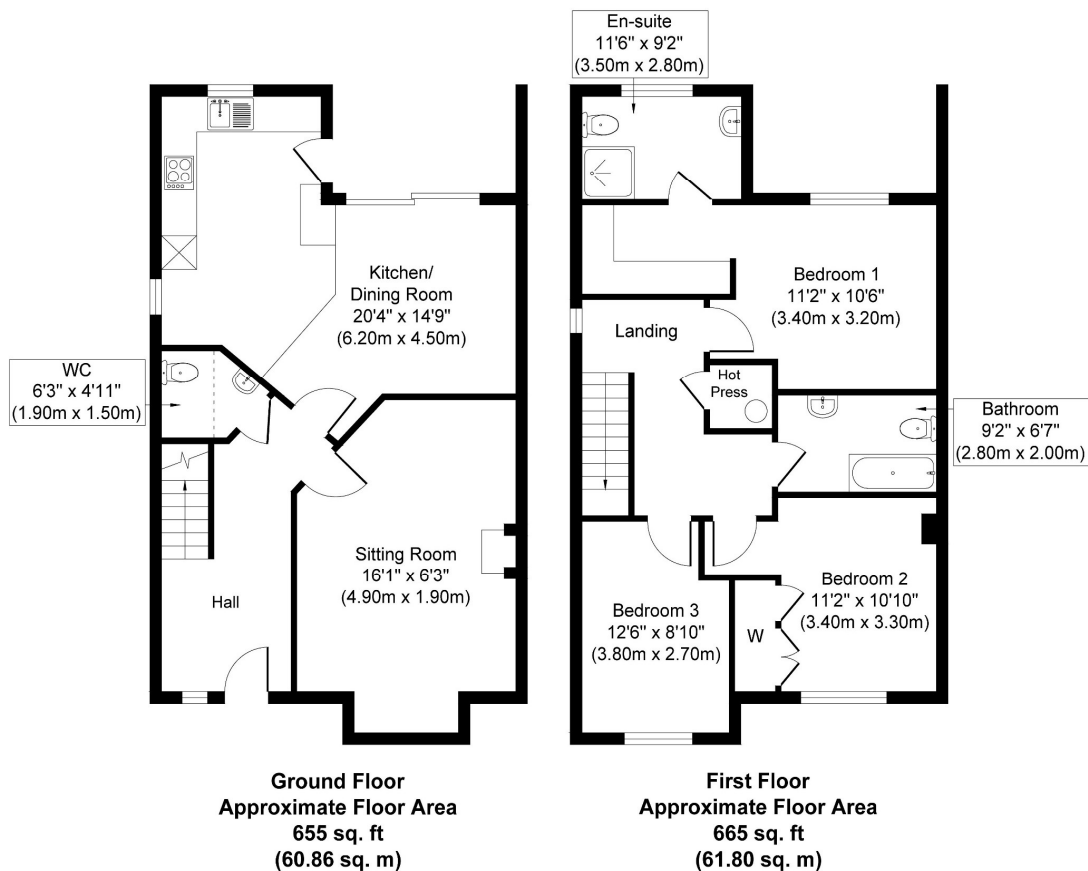 En-suite
11'6" x 9'2"
(3.50m x 2.80m)
Kitchen/
Dining Room
20'4" x 14'9"
(6.20m x 4.50m)
WC
6'3" x 4'11"
(1.90m x 1.50m)
Sitting Room
16'1" x 6'3"
(4.90m x 1.90m)
Hall
Bedroom 1
11'2" x 10'6"
(3.40m x 3.20m)
Landing
Hot
Press
Bathroom
9'2" x 6'7"
(2.80m x 2.00m)
Bedroom 2
11'2" x 10'10"
(3.40m x 3.30m)
W
Bedroom 3
12'6" x 8'10"
(3.80m x 2.70m)
Ground Floor
Approximate Floor Area
655 sq. ft
(60.86 sq. m)
First Floor
Approximate Floor Area
665 sq. ft
(61.80 sq. m)